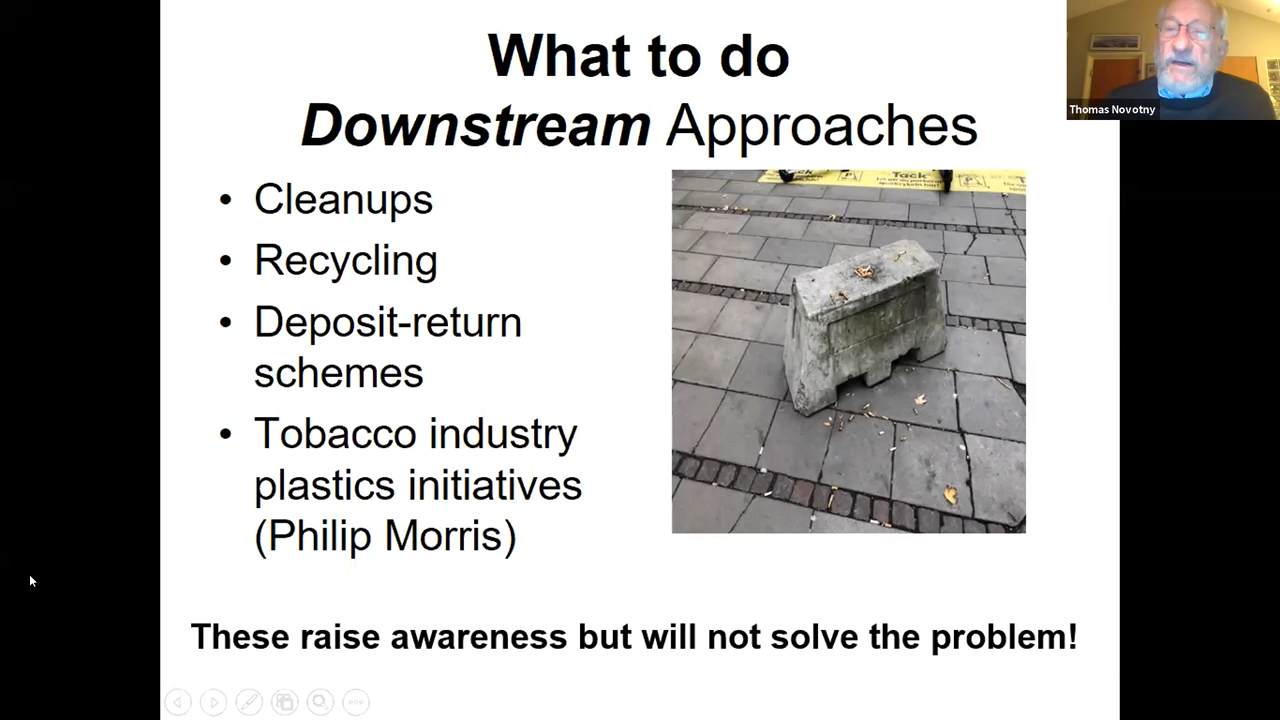 What to do
Downstream Approaches
Thomas Novotny
• Cleanups
• Recycling
• Deposit-return
schemes
• Tobacco industry
plastics initiatives
(Philip Morris)
Tack
These raise awareness but will not solve the problem!